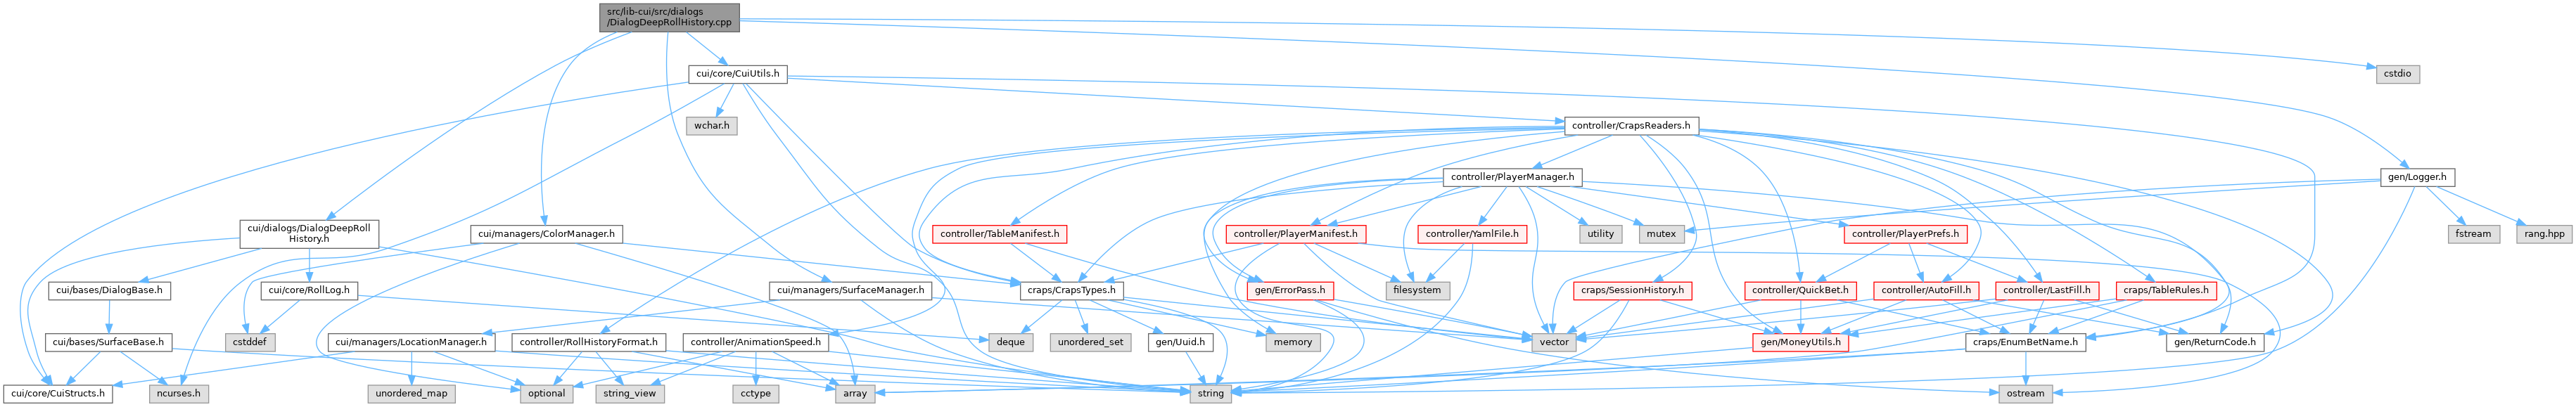 src/lib-cui/src/dialogs
/DialogDeepRollHistory.cpp
cui/core/CuiUtils.h
cstdio
wchar.h
controller/CrapsReaders.h
controller/PlayerManager.h
gen/Logger.h
cui/dialogs/DialogDeepRoll
History.h
cui/managers/ColorManager.h
controller/TableManifest.h
controller/PlayerManifest.h
controller/YamlFile.h
utility
mutex
controller/PlayerPrefs.h
fstream
rang.hpp
cui/bases/DialogBase.h
cui/core/RollLog.h
cui/managers/SurfaceManager.h
craps/CrapsTypes.h
gen/ErrorPass.h
filesystem
craps/SessionHistory.h
controller/QuickBet.h
controller/AutoFill.h
controller/LastFill.h
craps/TableRules.h
cui/bases/SurfaceBase.h
cstddef
cui/managers/LocationManager.h
controller/RollHistoryFormat.h
controller/AnimationSpeed.h
deque
unordered_set
gen/Uuid.h
memory
vector
gen/MoneyUtils.h
craps/EnumBetName.h
gen/ReturnCode.h
cui/core/CuiStructs.h
ncurses.h
unordered_map
optional
string_view
cctype
array
string
ostream